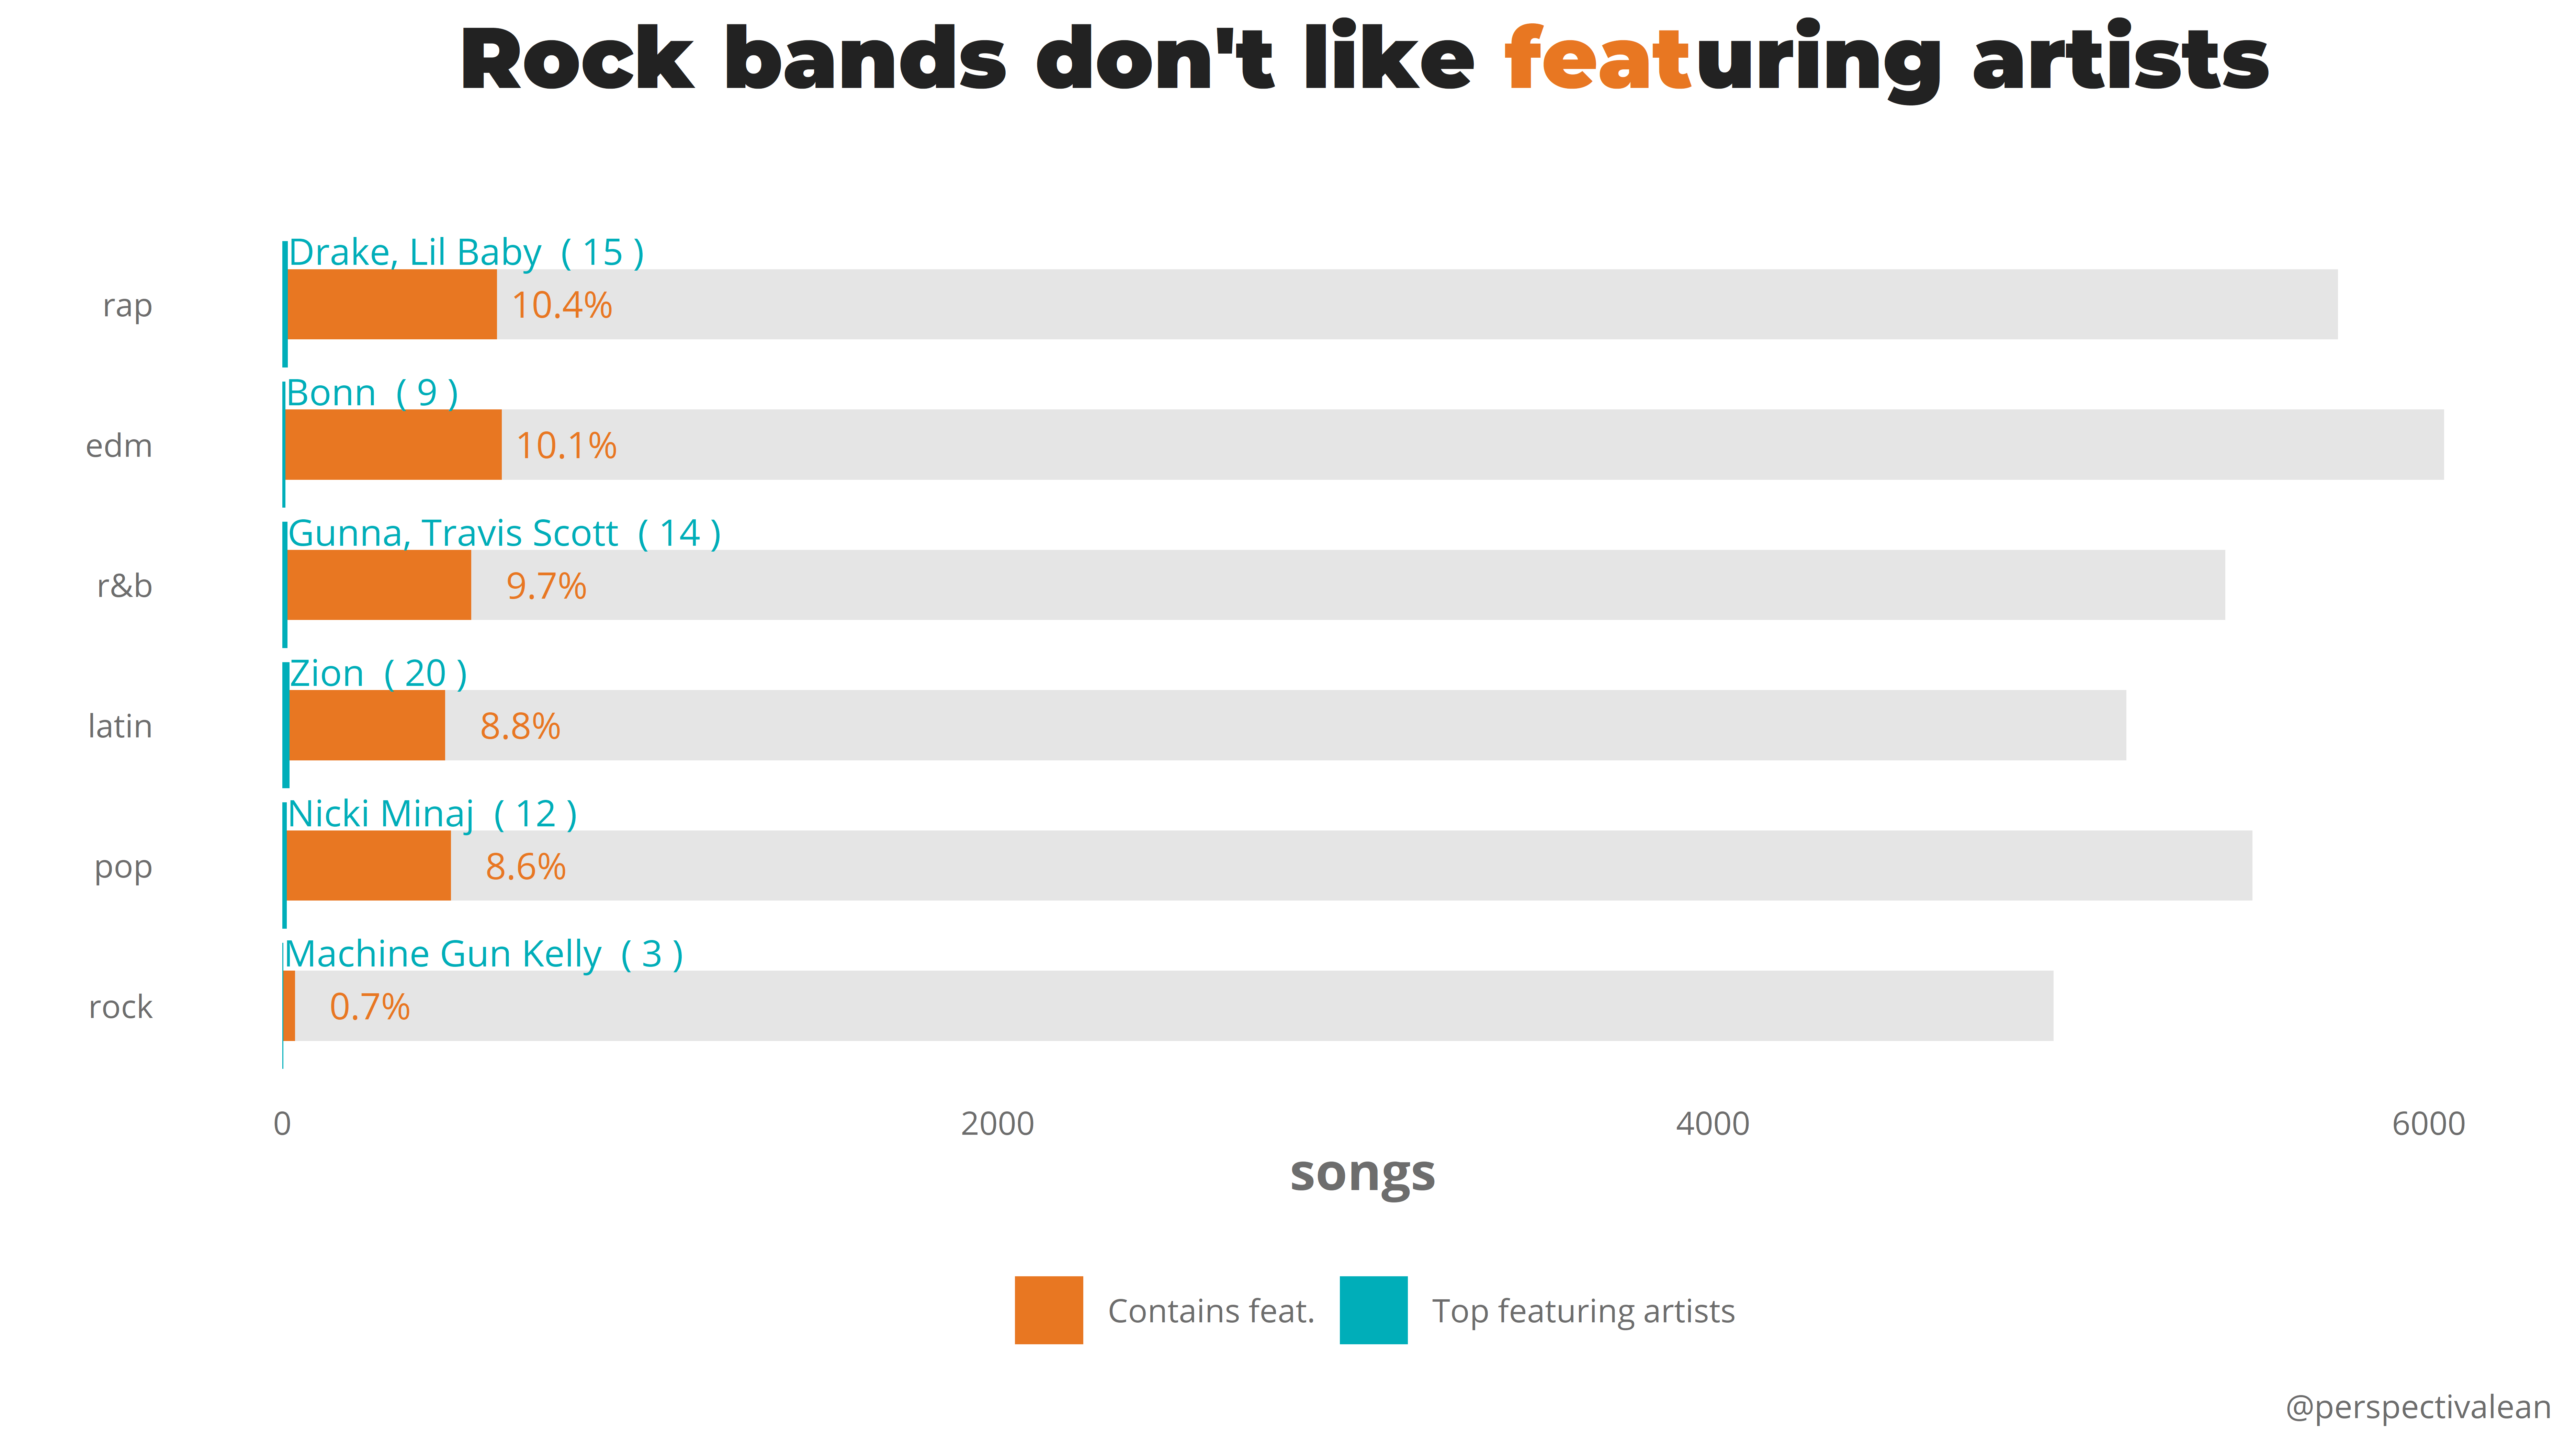 Rock bands don't like featuring artists
Drake, Lil Baby ( 15 )
rap
10.4%
Bonn ( 9 )
edm
10.1%
Gunna, Travis Scott ( 14 )
r&b
9.7%
Zion ( 20 )
latin
8.8%
Nicki Minaj ( 12 )
pop
8.6%
Machine Gun Kelly ( 3 )
rock
0.7%
0 2000 4000 6000
songs
Contains feat. Top featuring artists
@perspectivalean